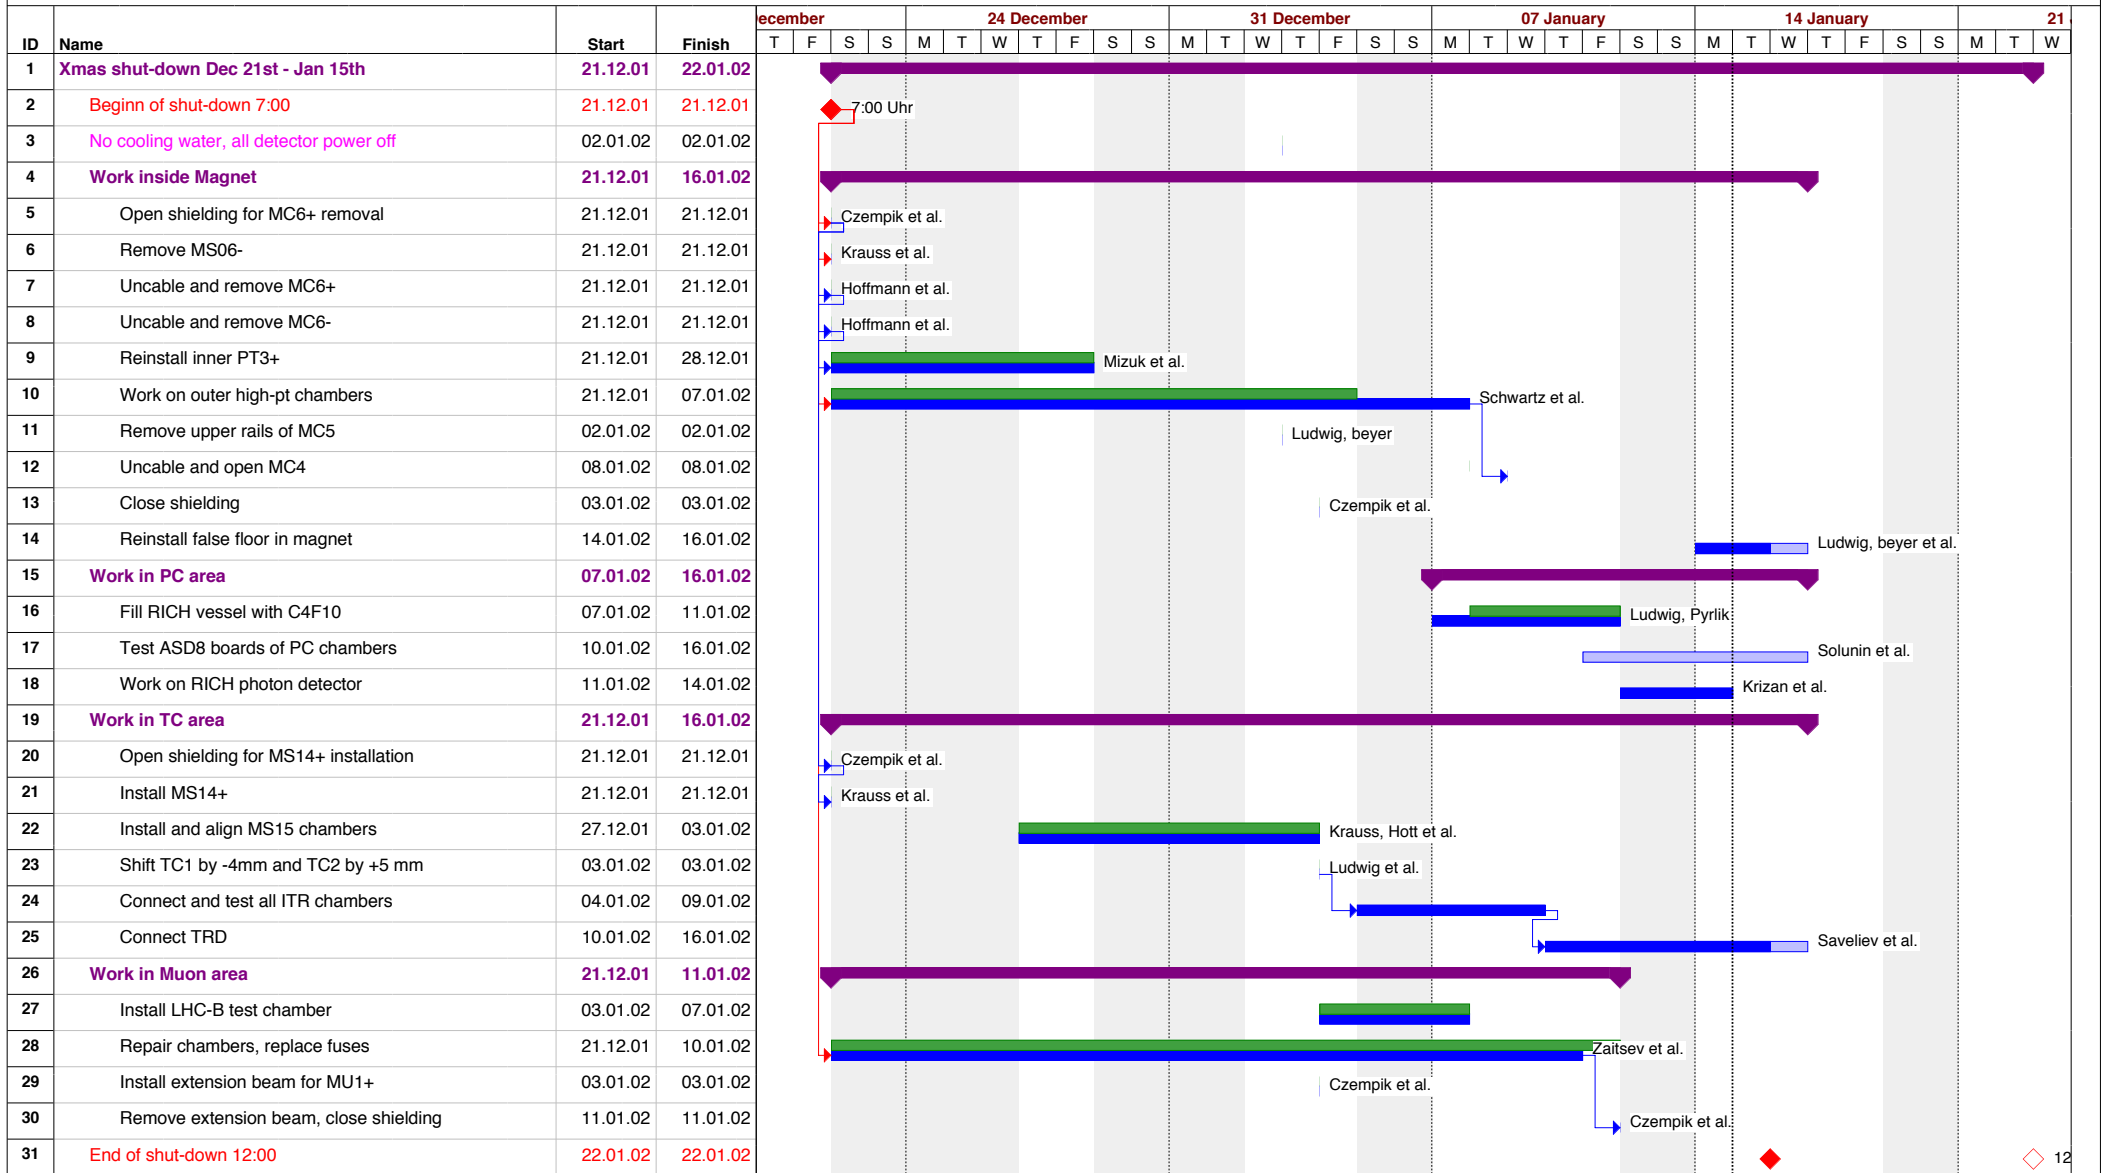 ecember 24 December 31 December 07 January 14 January 21
ID Name Start Finish T F S S M T W T F S S M T W T F S S M T W T F S S M T W T F S S M T W
1 Xmas shut-down Dec 21st - Jan 15th 21.12.01 22.01.02
2 Beginn of shut-down 7:00 21.12.01 21.12.01 7:00 Uhr
3 No cooling water, all detector power off 02.01.02 02.01.02
4 Work inside Magnet 21.12.01 16.01.02
5 Open shielding for MC6+ removal 21.12.01 21.12.01 Czempik et al.
6 Remove MS06- 21.12.01 21.12.01 Krauss et al.
7 Uncable and remove MC6+ 21.12.01 21.12.01 Hoffmann et al.
8 Uncable and remove MC6- 21.12.01 21.12.01 Hoffmann et al.
9 Reinstall inner PT3+ 21.12.01 28.12.01 Mizuk et al.
10 Work on outer high-pt chambers 21.12.01 07.01.02 Schwartz et al.
11 Remove upper rails of MC5 02.01.02 02.01.02 Ludwig, beyer
12 Uncable and open MC4 08.01.02 08.01.02
13 Close shielding 03.01.02 03.01.02 Czempik et al.
14 Reinstall false floor in magnet 14.01.02 16.01.02 Ludwig, beyer et al.
15 Work in PC area 07.01.02 16.01.02
16 Fill RICH vessel with C4F10 07.01.02 11.01.02 Ludwig, Pyrlik
17 Test ASD8 boards of PC chambers 10.01.02 16.01.02 Solunin et al.
18 Work on RICH photon detector 11.01.02 14.01.02 Krizan et al.
19 Work in TC area 21.12.01 16.01.02
20 Open shielding for MS14+ installation 21.12.01 21.12.01 Czempik et al.
21 Install MS14+ 21.12.01 21.12.01 Krauss et al.
22 Install and align MS15 chambers 27.12.01 03.01.02 Krauss, Hott et al.
23 Shift TC1 by -4mm and TC2 by +5 mm 03.01.02 03.01.02 Ludwig et al.
24 Connect and test all ITR chambers 04.01.02 09.01.02
25 Connect TRD 10.01.02 16.01.02 Saveliev et al.
26 Work in Muon area 21.12.01 11.01.02
27 Install LHC-B test chamber 03.01.02 07.01.02
28 Repair chambers, replace fuses 21.12.01 10.01.02 Zaitsev et al.
29 Install extension beam for MU1+ 03.01.02 03.01.02 Czempik et al.
30 Remove extension beam, close shielding 11.01.02 11.01.02 Czempik et al.
31 End of shut-down 12:00 22.01.02 22.01.02 12